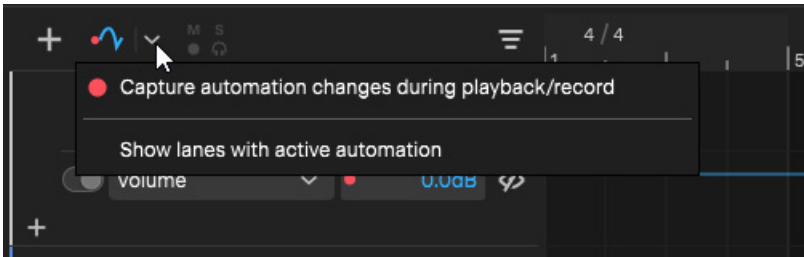 M S
4 / 4
1
5
Capture automation changes during playback/record
Show lanes with active automation
Volume
0.0dB